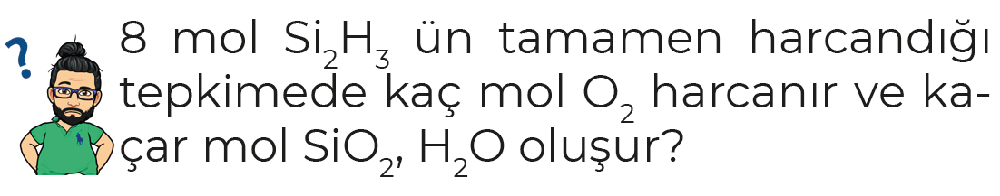 8 mol Si₂H₃ ün tamamen harcandığı
tepkimede kaç mol O₂ harcanır ve ka-
çar mol SiO₂, H₂O oluşur?
?